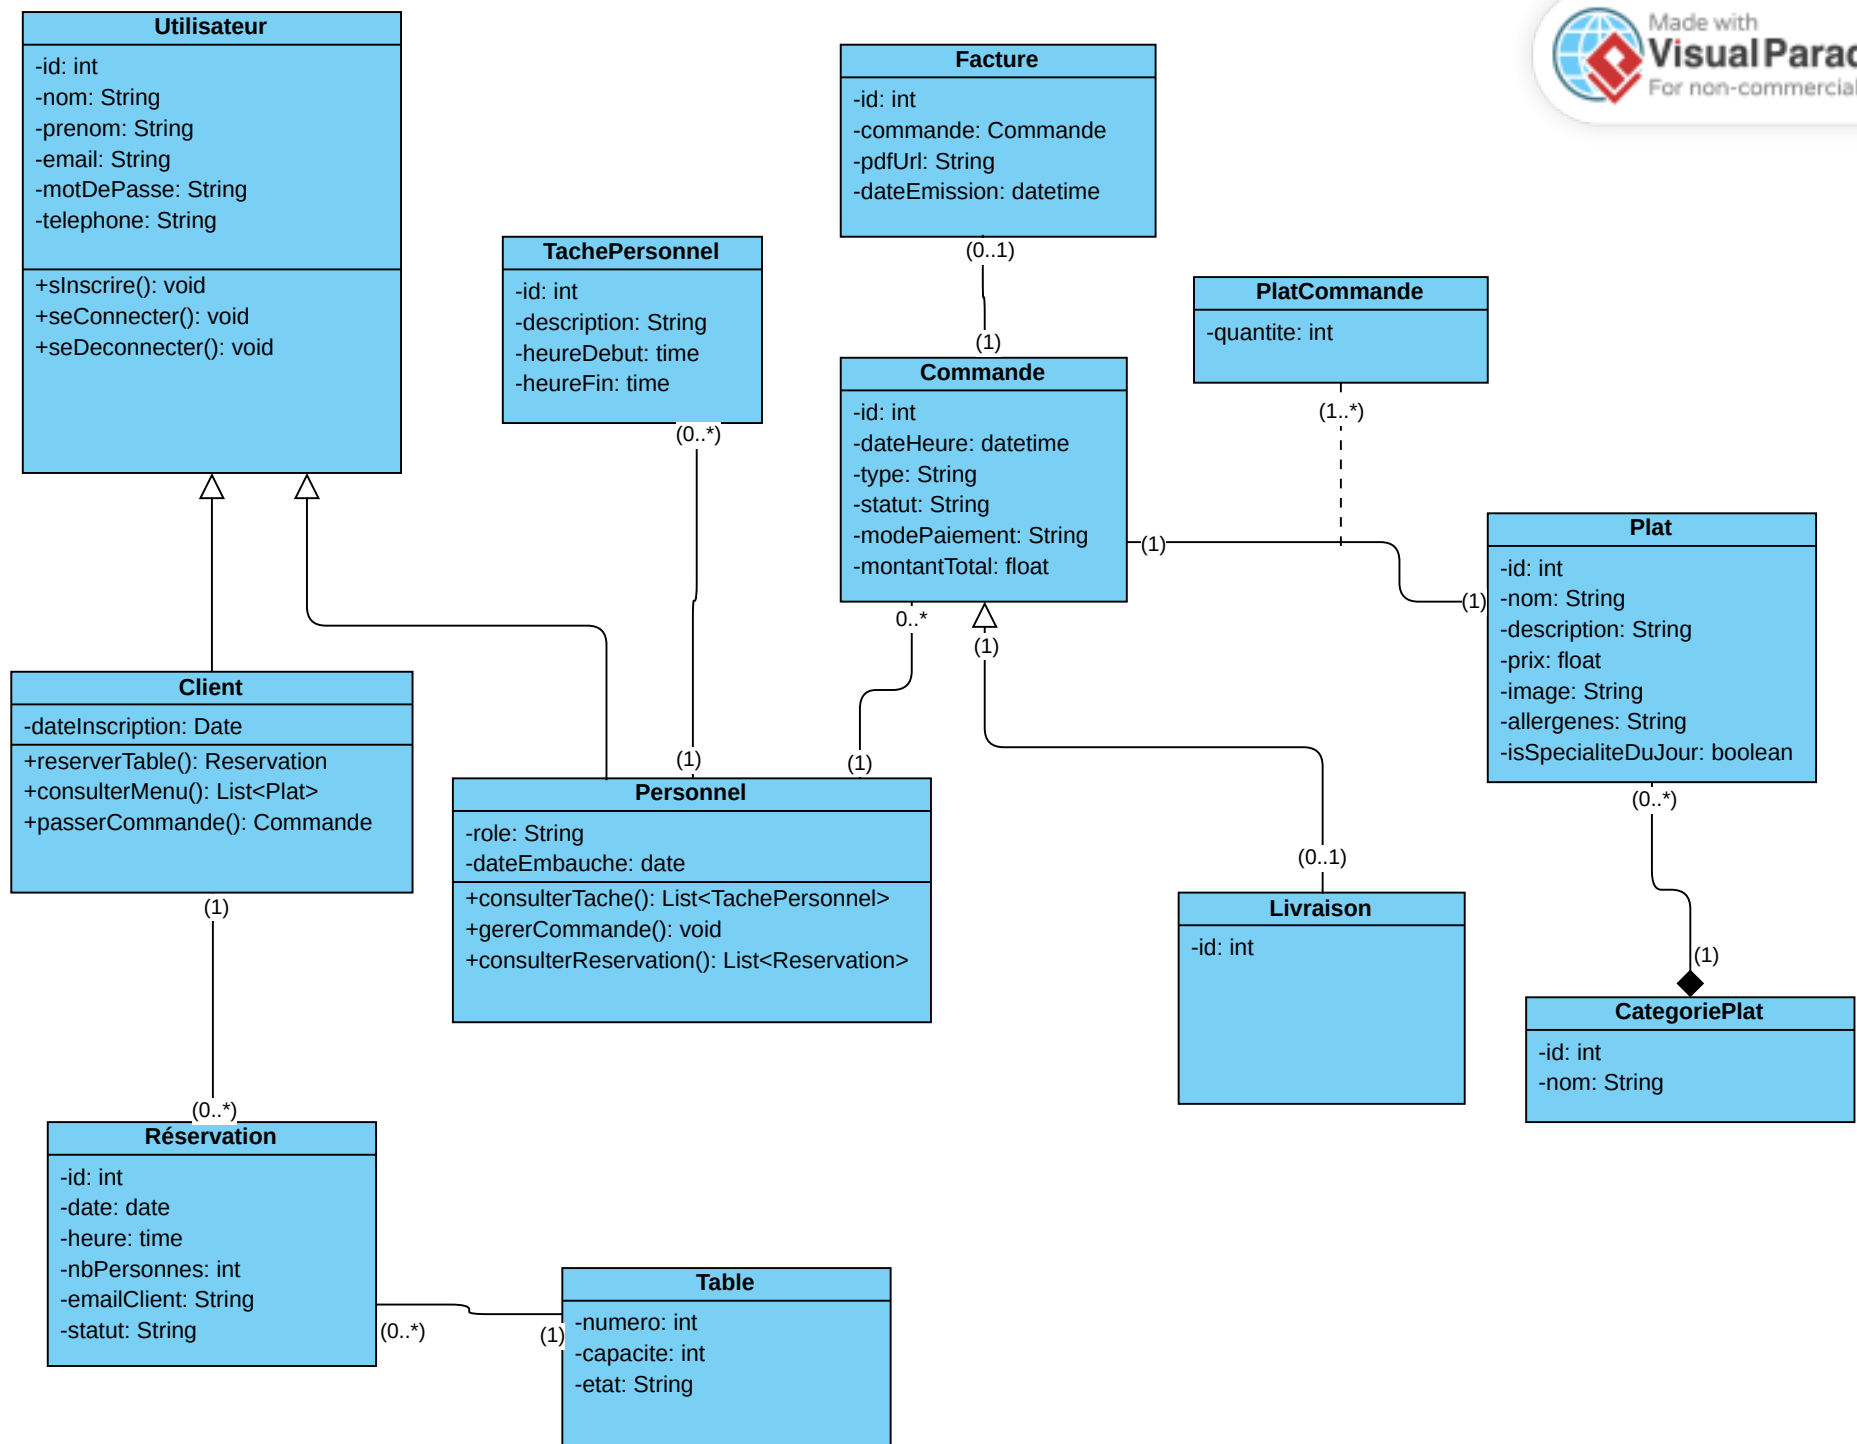 Utilisateur
-id: int
-nom: String
-prenom: String
-email: String
-motDePasse: String
-telephone: String
+sInscrire(): void
+seConnecter(): void
+seDeconnecter(): void
Facture
-id: int
-commande: Commande
-pdfUrl: String
-dateEmission: datetime
(0..1)
(1)
Made with
Visual Parad
For non-commercial
TachePersonnel
-id: int
-description: String
-heureDebut: time
-heureFin: time
(0..*)
(1)
PlatCommande
-quantite: int
(1..*)
Commande
-id: int
-dateHeure: datetime
-type: String
-statut: String
-modePaiement: String
-montantTotal: float
(1)
(1)
0..*
(1)
(1)
(0..1)
Plat
-id: int
-nom: String
-description: String
-prix: float
-image: String
-allergenes: String
-isSpecialiteDuJour: boolean
(0..*)
(1)
Client
-dateInscription: Date
+reserverTable(): Reservation
+consulterMenu(): List<Plat>
+passerCommande(): Commande
(1)
(0..*)
Personnel
-role: String
-dateEmbauche: date
+consulterTache(): List<TachePersonnel>
+gererCommande(): void
+consulterReservation(): List<Reservation>
Livraison
-id: int
CategoriePlat
-id: int
-nom: String
Réservation
-id: int
-date: date
-heure: time
-nbPersonnes: int
-emailClient: String
-statut: String
(0..*)
(1)
Table
-numero: int
-capacite: int
-etat: String